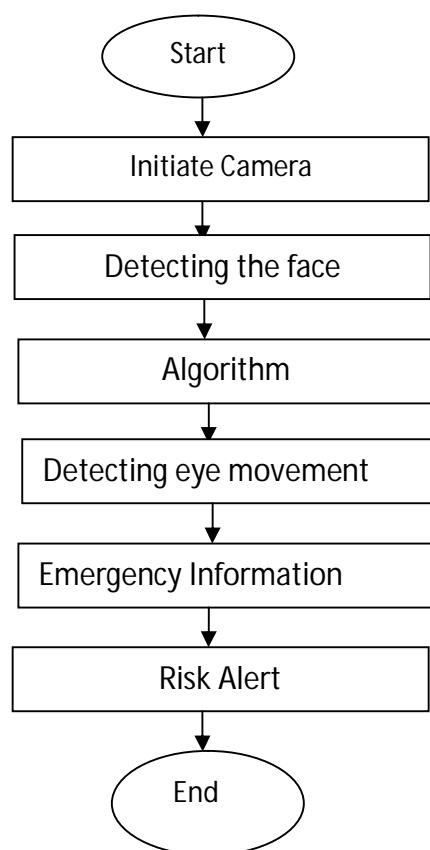 Start
Initiate Camera
Detecting the face
Algorithm
Detecting eye movement
Emergency Information
Risk Alert
End